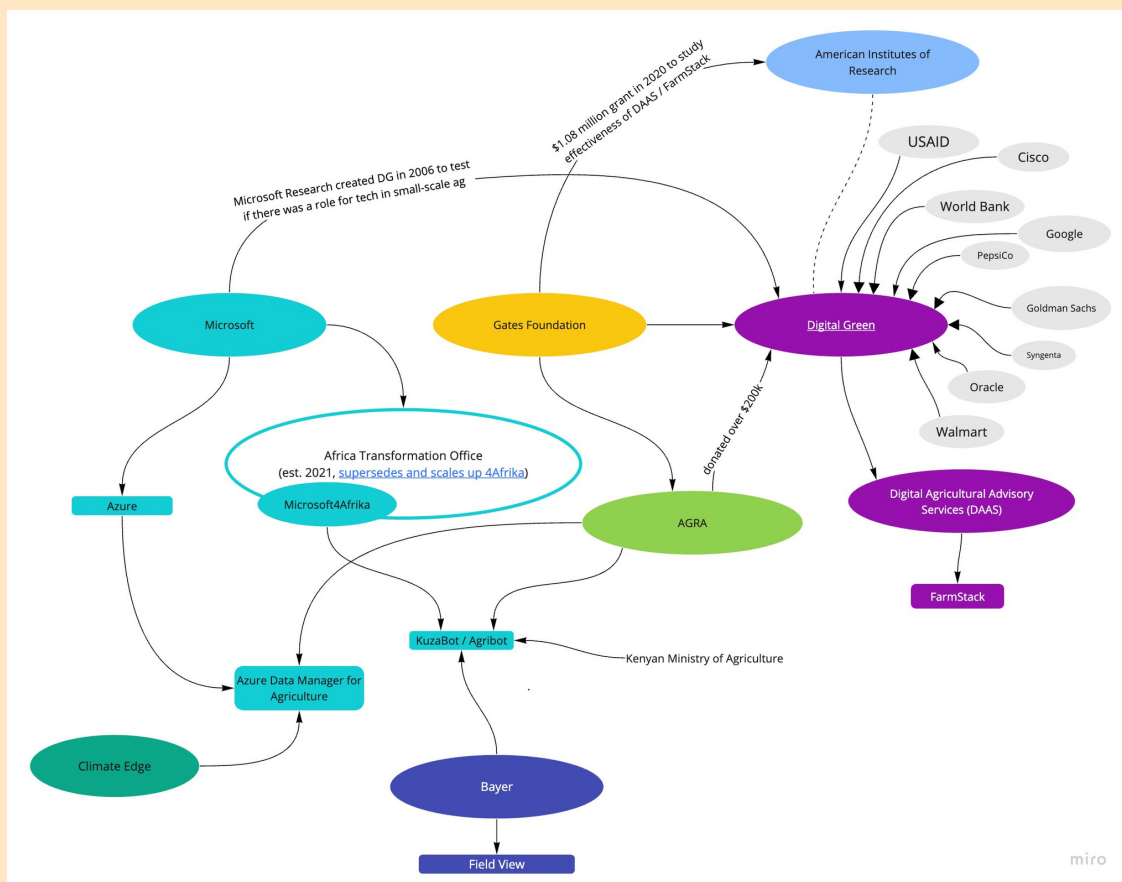 American Institutes of
Research
$1.08 million grant in 2020 to study
effectiveness of DAAS / FarmStack
USAID
Cisco
Microsoft Research created DG in 2006 to test
if there was a role for tech in small-scale ag
World Bank
Google
PepsiCo
Goldman Sachs
Microsoft
Gates Foundation
Digital Green
Syngenta
Oracle
Walmart
donated over $200k
Africa Transformation Office
(est. 2021, supersedes and scales up 4Afrika)
Microsoft4Afrika
Azure
AGRA
Digital Agricultural Advisory
Services (DAAS)
FarmStack
KuzaBot / Agribot
Kenyan Ministry of Agriculture
Azure Data Manager for
Agriculture
Climate Edge
Bayer
Field View
miro